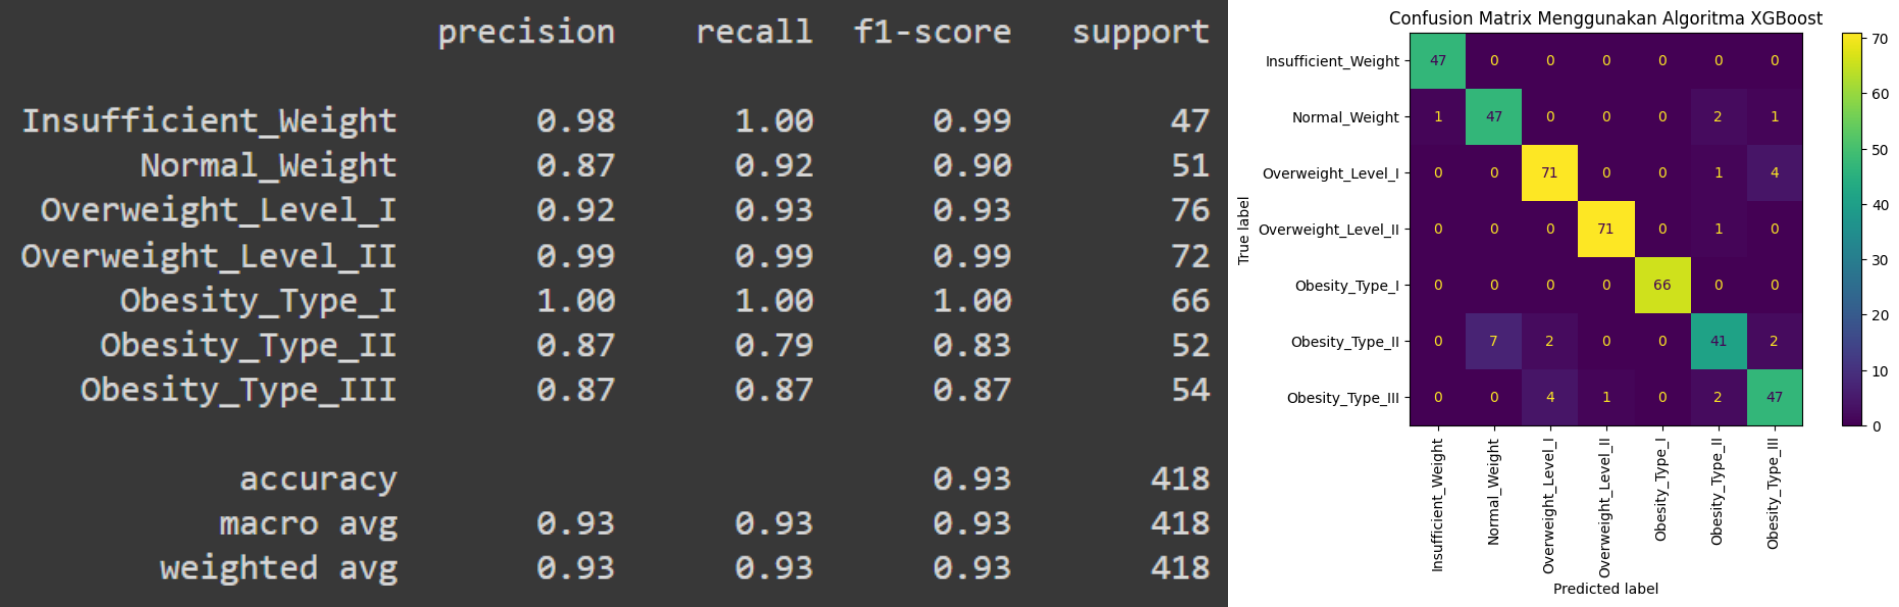 precision recall f1-score support
Insufficient_Weight 0.98 1.00 0.99 47
Normal_Weight 0.87 0.92 0.90 51
Overweight_Level_I 0.92 0.93 0.93 76
Overweight_Level_II 0.99 0.99 0.99 72
Obesity_Type_I 1.00 1.00 1.00 66
Obesity_Type_II 0.87 0.79 0.83 52
Obesity_Type_III 0.87 0.87 0.87 54
accuracy 0.93 418
macro avg 0.93 0.93 0.93 418
weighted avg 0.93 0.93 0.93 418
Confusion Matrix Menggunakan Algoritma XGBoost
True label
Insufficient_Weight 47 0 0 0 0 0 0
Normal_Weight 1 47 0 0 0 2 1
Overweight_Level_I 0 0 71 0 0 1 4
Overweight_Level_II 0 0 0 71 0 1 0
Obesity_Type_I 0 0 0 0 66 0 0
Obesity_Type_II 0 7 2 0 0 41 2
Obesity_Type_III 0 0 4 1 0 2 47
Insufficient_Weight
Normal_Weight
Overweight_Level_I
Overweight_Level_II
Obesity_Type_I
Obesity_Type_II
Obesity_Type_III
Predicted label
70
60
50
40
30
20
10
0